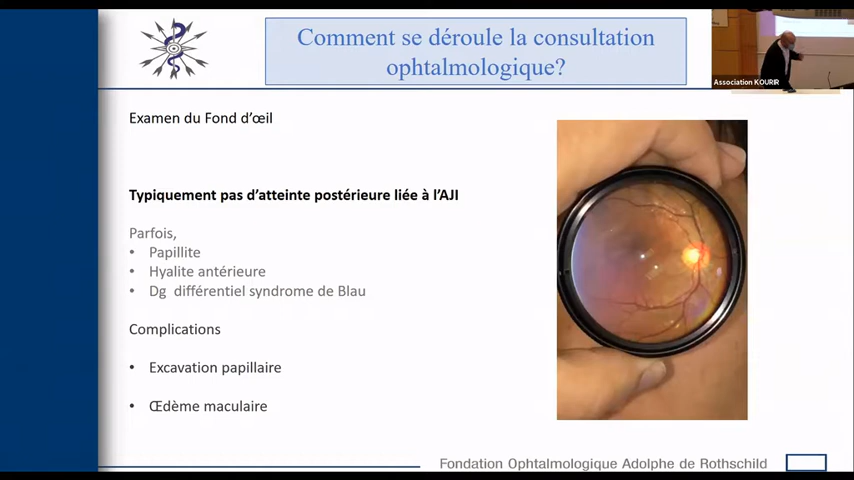 Comment se déroule la consultation
ophtalmologique?
Association KOURIR
Examen du Fond d'œil
Typiquement pas d'atteinte postérieure liée à l'AJI
Parfois,
• Papillite
• Hyalite antérieure
• Dg différentiel syndrome de Blau
Complications
• Excavation papillaire
• Œdème maculaire
Fondation Ophtalmologique Adolphe de Rothschild